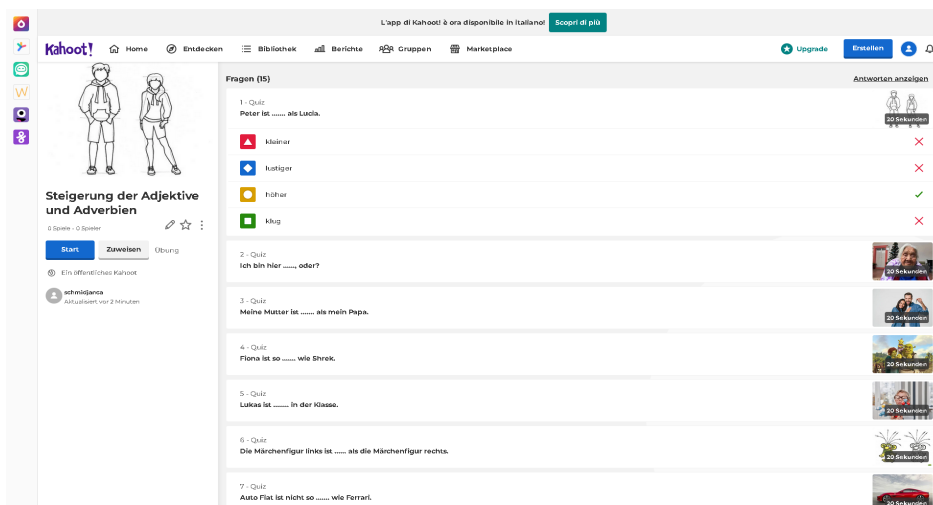 L'app di Kahoot! è ora disponibile in Italiano! Scopri di più
Kahoot! Home Entdecken Bibliothek Berichte Gruppen Marketplace Upgrade Erstellen
Steigerung der Adjektive
und Adverbien
0 Spiele - 0 Spieler
Start Zuweisen Übung
Ein öffentliches Kahoot
schmidjanca
Aktualisiert vor 2 Minuten
Fragen (15) Antworten anzeigen
1 - Quiz
Peter ist ....... als Lucia.
20 Sekunden
kleiner
lustiger
höher
klug
2 - Quiz
Ich bin hier ......., oder?
20 Sekunden
3 - Quiz
Meine Mutter ist ....... als mein Papa.
20 Sekunden
4 - Quiz
Fiona ist so ....... wie Shrek.
20 Sekunden
5 - Quiz
Lukas ist ........ in der Klasse.
20 Sekunden
6 - Quiz
Die Märchenfigur links ist ...... als die Märchenfigur rechts.
20 Sekunden
7 - Quiz
Auto Fiat ist nicht so ....... wie Ferrari.
20 Sekunden